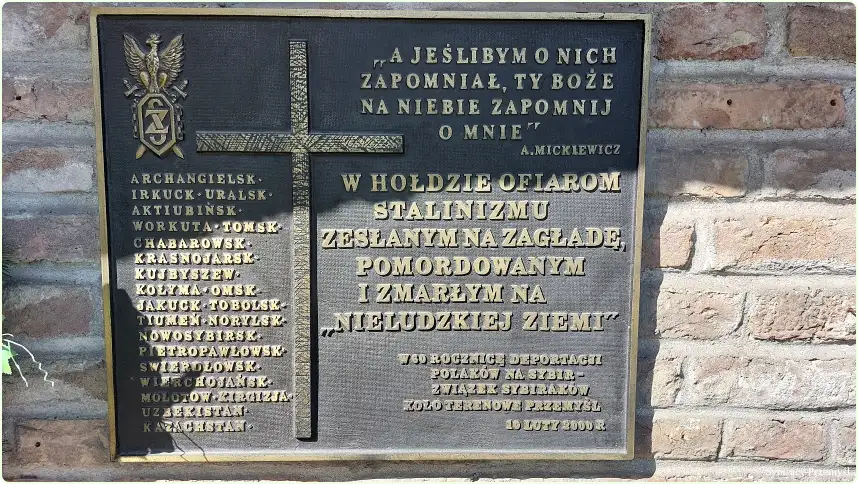 ZS
ARCHANGIELSK·
IRKUCK·URALSK·
AKTIUBIŃSK·
WORKUTA·TOMSK·
CHABAROWSK·
KRASNOJARSK·
KUJBYSZEW·
KOŁYMA·OMSK·
JAKUCK·TOBOLSK·
TIUMEŃ·NORYLSK·
NOWOSYBIRSK·
PIETROPAWŁOWSK·
SWIERDŁOWSK·
WIERCHOJAŃSK·
MOŁOTOW·KIRGIZJA·
UZBEKISTAN·
KAZACHSTAN·
„A JEŚLIBYM O NICH
ZAPOMNIAŁ, TY BOŻE
NA NIEBIE ZAPOMNIJ
O MNIE"
A.MICKIEWICZ
W HOŁDZIE OFIAROM
STALINIZMU
ZESŁANYM NA ZAGŁADĘ,
POMORDOWANYM
I ZMARŁYM NA
„NIELUDZKIEJ ZIEMI"
W 60 ROCZNICĘ DEPORTACJI
POLAKÓW NA SYBIR -
ZWIĄZEK SYBIRAKÓW
KOŁO TERENOWE PRZEMYŚL
10 LUTY 2000 R